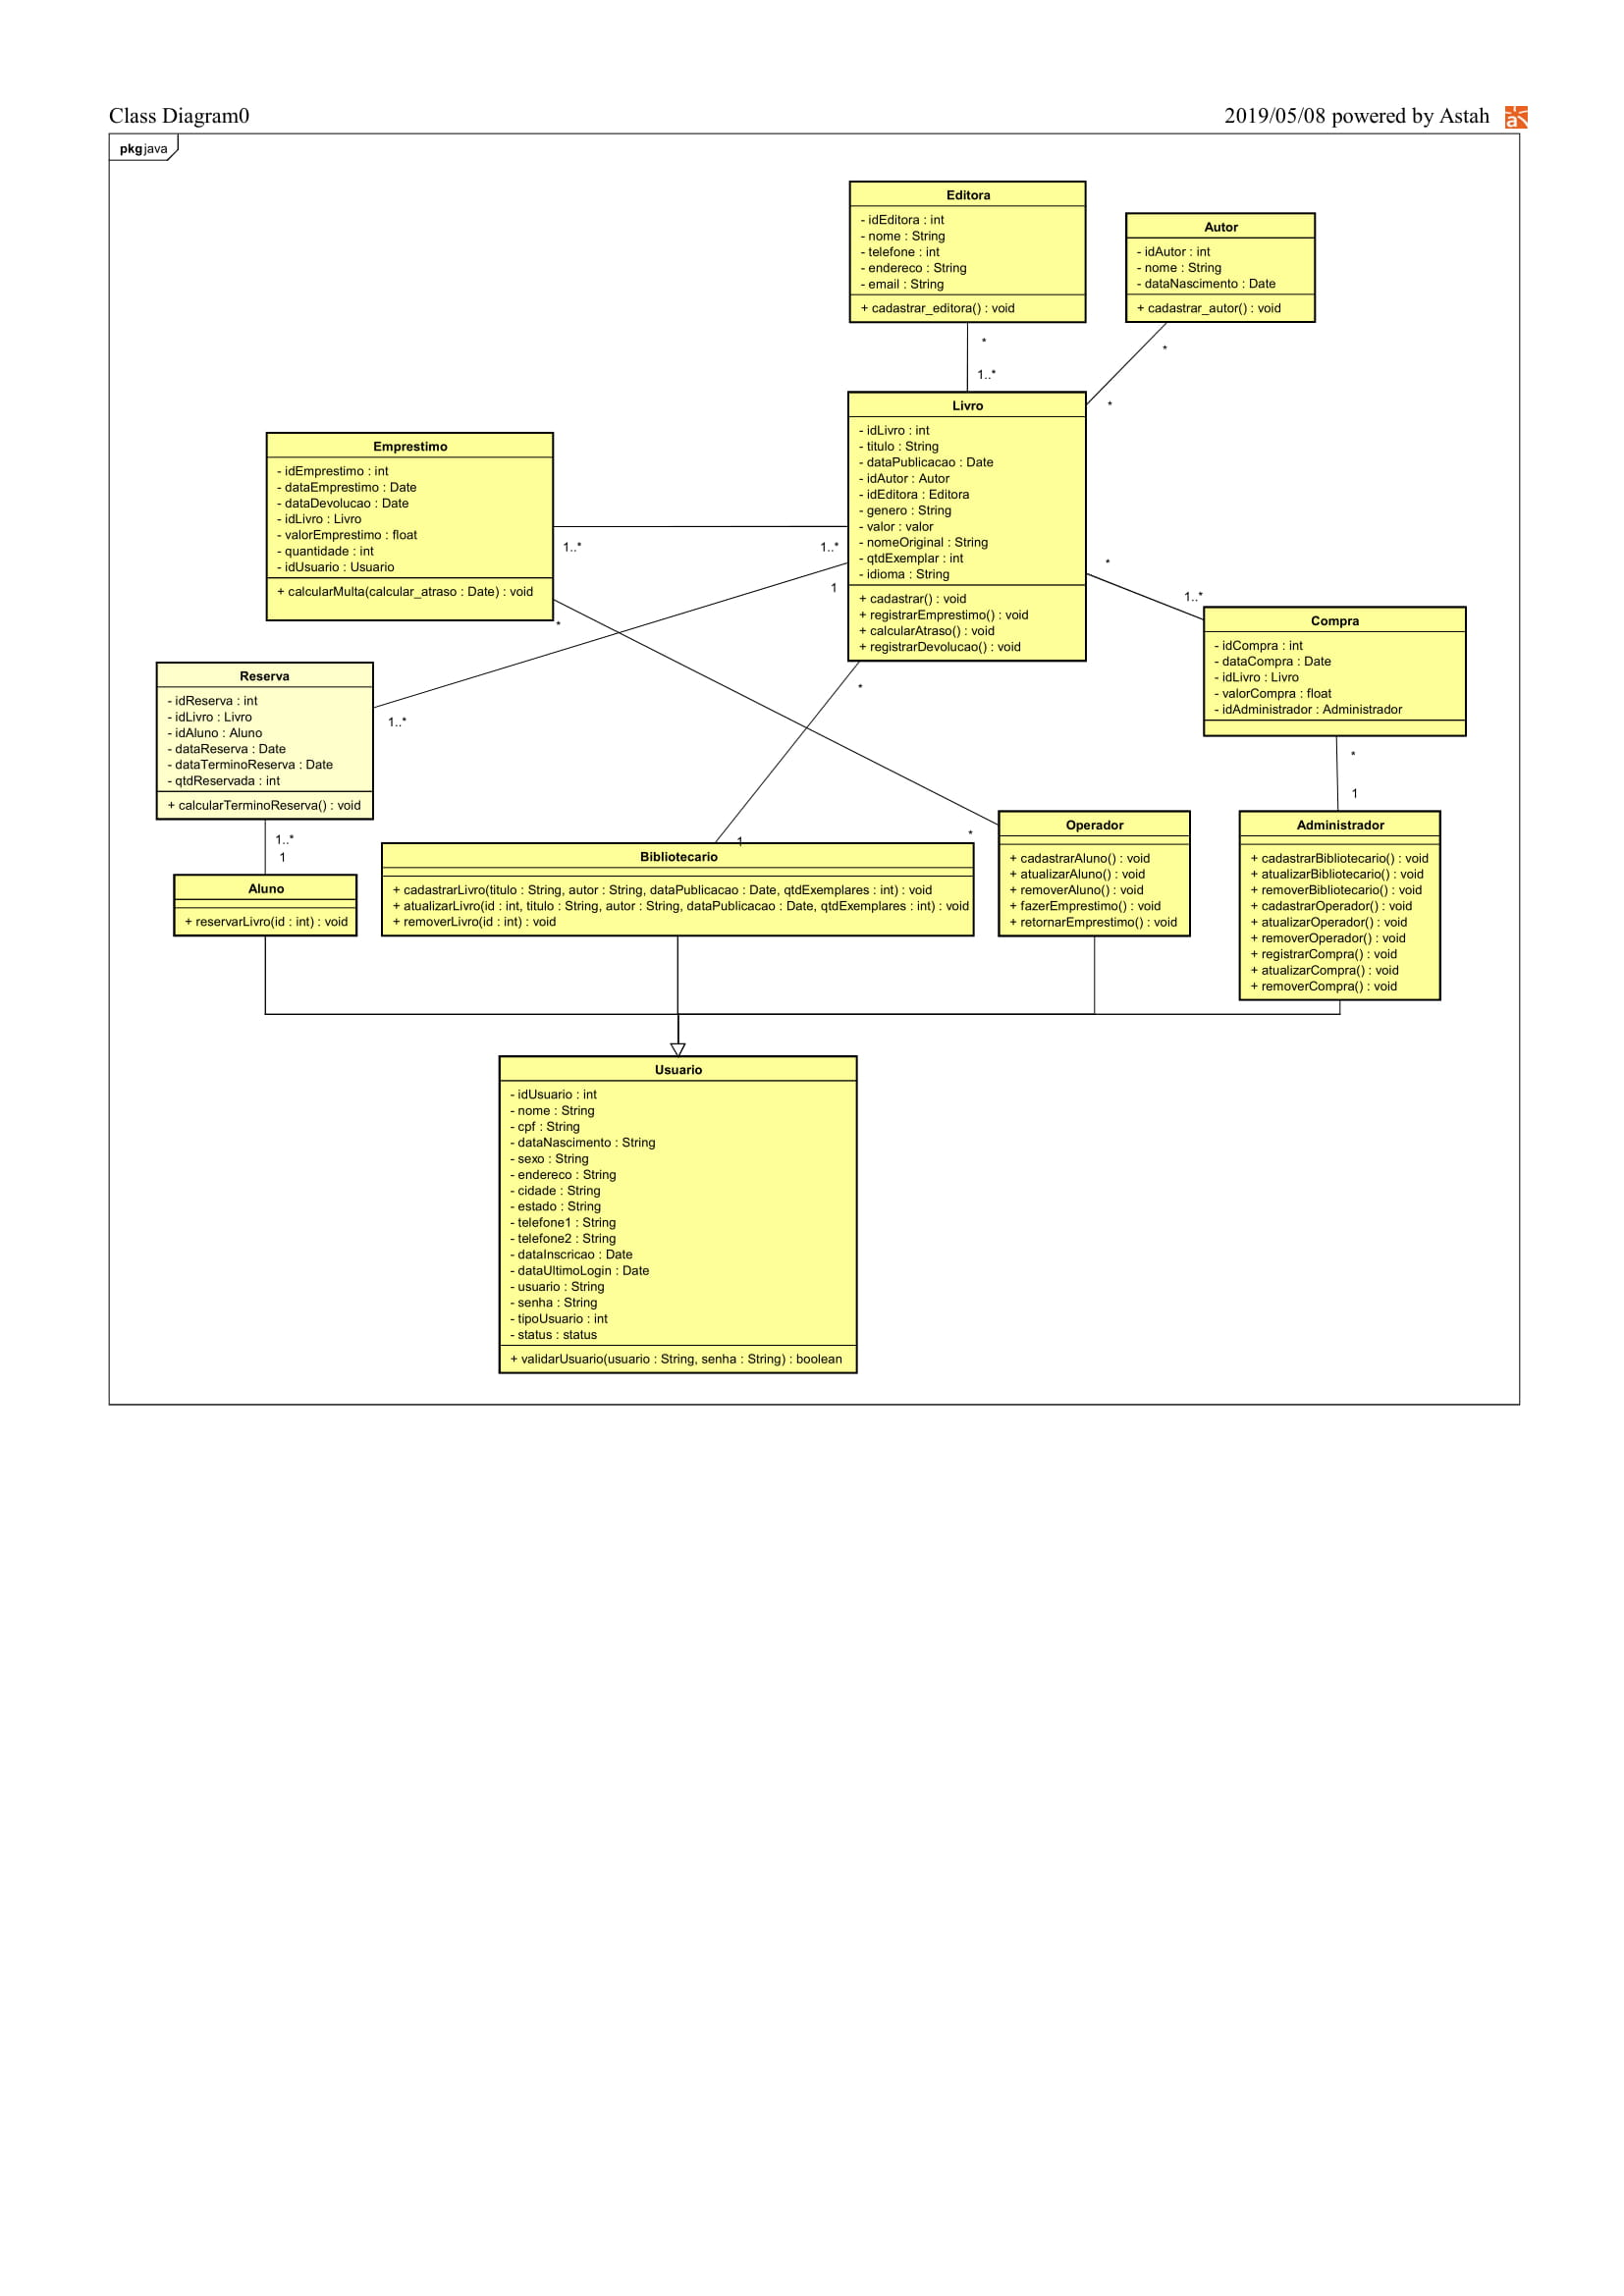 Class Diagram0
2019/05/08 powered by Astah
pkg java
Editora
- idEditora : int
- nome : String
- telefone : int
- endereco : String
- email : String
+ cadastrar_editora() : void
Autor
- idAutor : int
- nome : String
- dataNascimento : Date
+ cadastrar_autor() : void
*
1..*
*
*
Livro
- idLivro : int
- titulo : String
- dataPublicacao : Date
- idAutor : Autor
- idEditora : Editora
- genero : String
- valor : valor
- nomeOriginal : String
- qtdExemplar : int
- idioma : String
+ cadastrar() : void
+ registrarEmprestimo() : void
+ calcularAtraso() : void
+ registrarDevolucao() : void
Emprestimo
- idEmprestimo : int
- dataEmprestimo : Date
- dataDevolucao : Date
- idLivro : Livro
- valorEmprestimo : float
- quantidade : int
- idUsuario : Usuario
+ calcularMulta(calcular_atraso : Date) : void
1..*
1..*
1
*
1..*
*
*
Compra
- idCompra : int
- dataCompra : Date
- idLivro : Livro
- valorCompra : float
- idAdministrador : Administrador
Reserva
- idReserva : int
- idLivro : Livro
- idAluno : Aluno
- dataReserva : Date
- dataTerminoReserva : Date
- qtdReservada : int
+ calcularTerminoReserva() : void
1..*
*
1
1..*
1
1
*
Aluno
+ reservarLivro(id : int) : void
Bibliotecario
+ cadastrarLivro(titulo : String, autor : String, dataPublicacao : Date, qtdExemplares : int) : void
+ atualizarLivro(id : int, titulo : String, autor : String, dataPublicacao : Date, qtdExemplares : int) : void
+ removerLivro(id : int) : void
Operador
+ cadastrarAluno() : void
+ atualizarAluno() : void
+ removerAluno() : void
+ fazerEmprestimo() : void
+ retornarEmprestimo() : void
Administrador
+ cadastrarBibliotecario() : void
+ atualizarBibliotecario() : void
+ removerBibliotecario() : void
+ cadastrarOperador() : void
+ atualizarOperador() : void
+ removerOperador() : void
+ registrarCompra() : void
+ atualizarCompra() : void
+ removerCompra() : void
Usuario
- idUsuario : int
- nome : String
- cpf : String
- dataNascimento : String
- sexo : String
- endereco : String
- cidade : String
- estado : String
- telefone1 : String
- telefone2 : String
- dataInscricao : Date
- dataUltimoLogin : Date
- usuario : String
- senha : String
- tipoUsuario : int
- status : status
+ validarUsuario(usuario : String, senha : String) : boolean